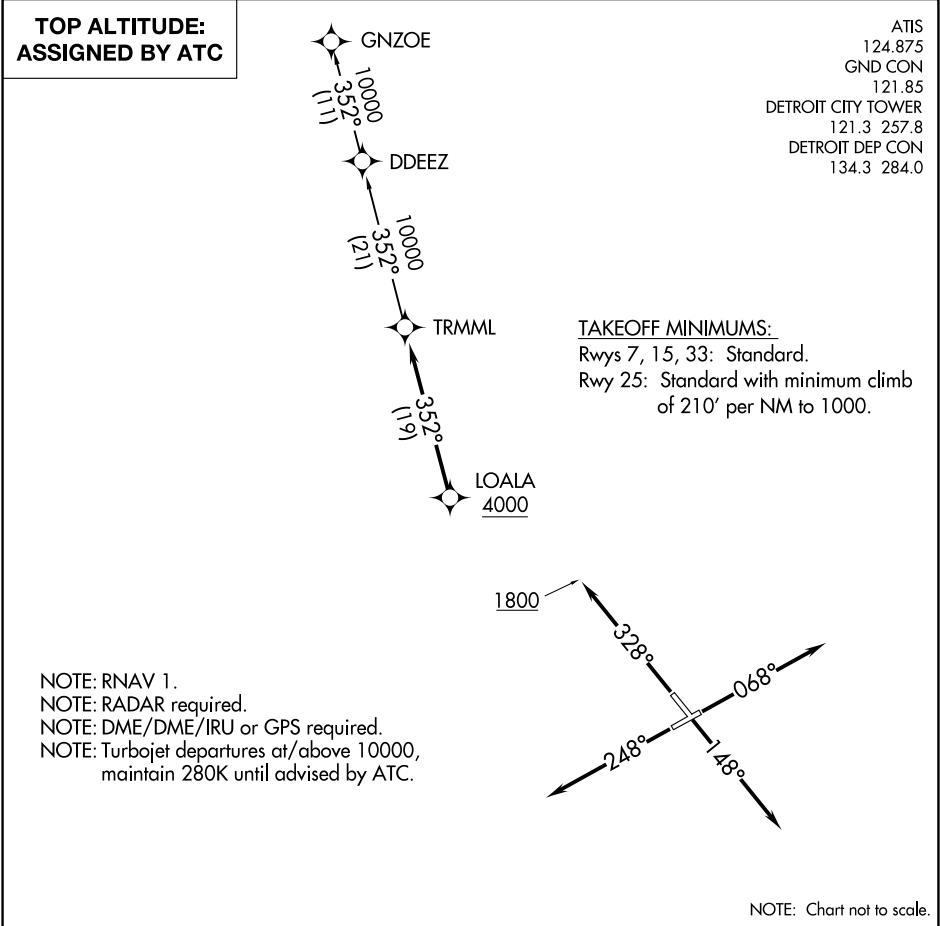 TOP ALTITUDE:
ASSIGNED BY ATC
ATIS
124.875
GND CON
121.85
DETROIT CITY TOWER
121.3 257.8
DETROIT DEP CON
134.3 284.0
GNZOE
10000
352°
(11)
DDEEZ
10000
352°
(21)
TRMML
352°
(19)
LOALA
4000
TAKEOFF MINIMUMS:
Rwys 7, 15, 33: Standard.
Rwy 25: Standard with minimum climb
of 210' per NM to 1000.
1800
328°
068°
248°
148°
NOTE: RNAV 1.
NOTE: RADAR required.
NOTE: DME/DME/IRU or GPS required.
NOTE: Turbojet departures at/above 10000,
maintain 280K until advised by ATC.
NOTE: Chart not to scale.